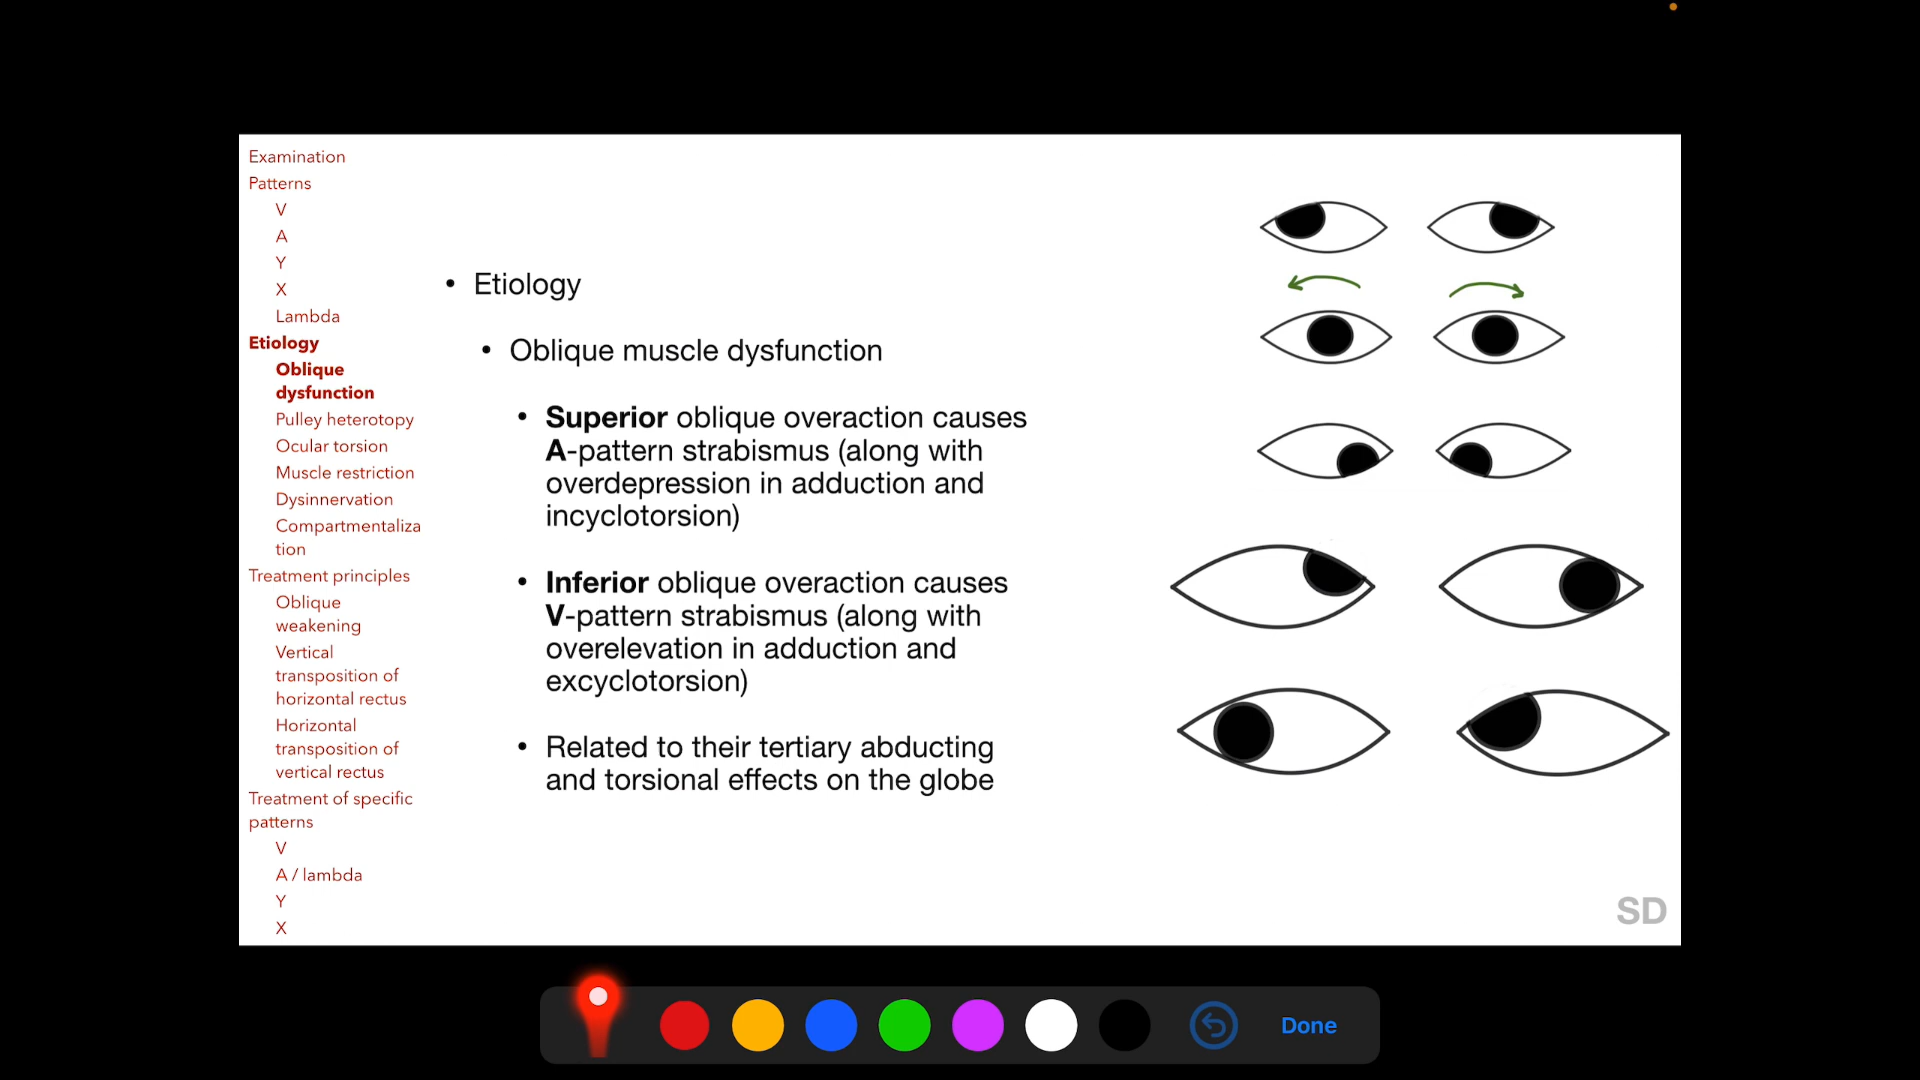 Examination
Patterns
V
A
Y
X
Lambda
Etiology
Oblique
dysfunction
Pulley heterotopy
Ocular torsion
Muscle restriction
Dysinnervation
Compartmentaliza
tion
Treatment principles
Oblique
weakening
Vertical
transposition of
horizontal rectus
Horizontal
transposition of
vertical rectus
Treatment of specific
patterns
V
A / lambda
Y
X
• Etiology
• Oblique muscle dysfunction
• Superior oblique overaction causes
A-pattern strabismus (along with
overdepression in adduction and
incyclotorsion)
• Inferior oblique overaction causes
V-pattern strabismus (along with
overelevation in adduction and
excyclotorsion)
• Related to their tertiary abducting
and torsional effects on the globe
SD
Done